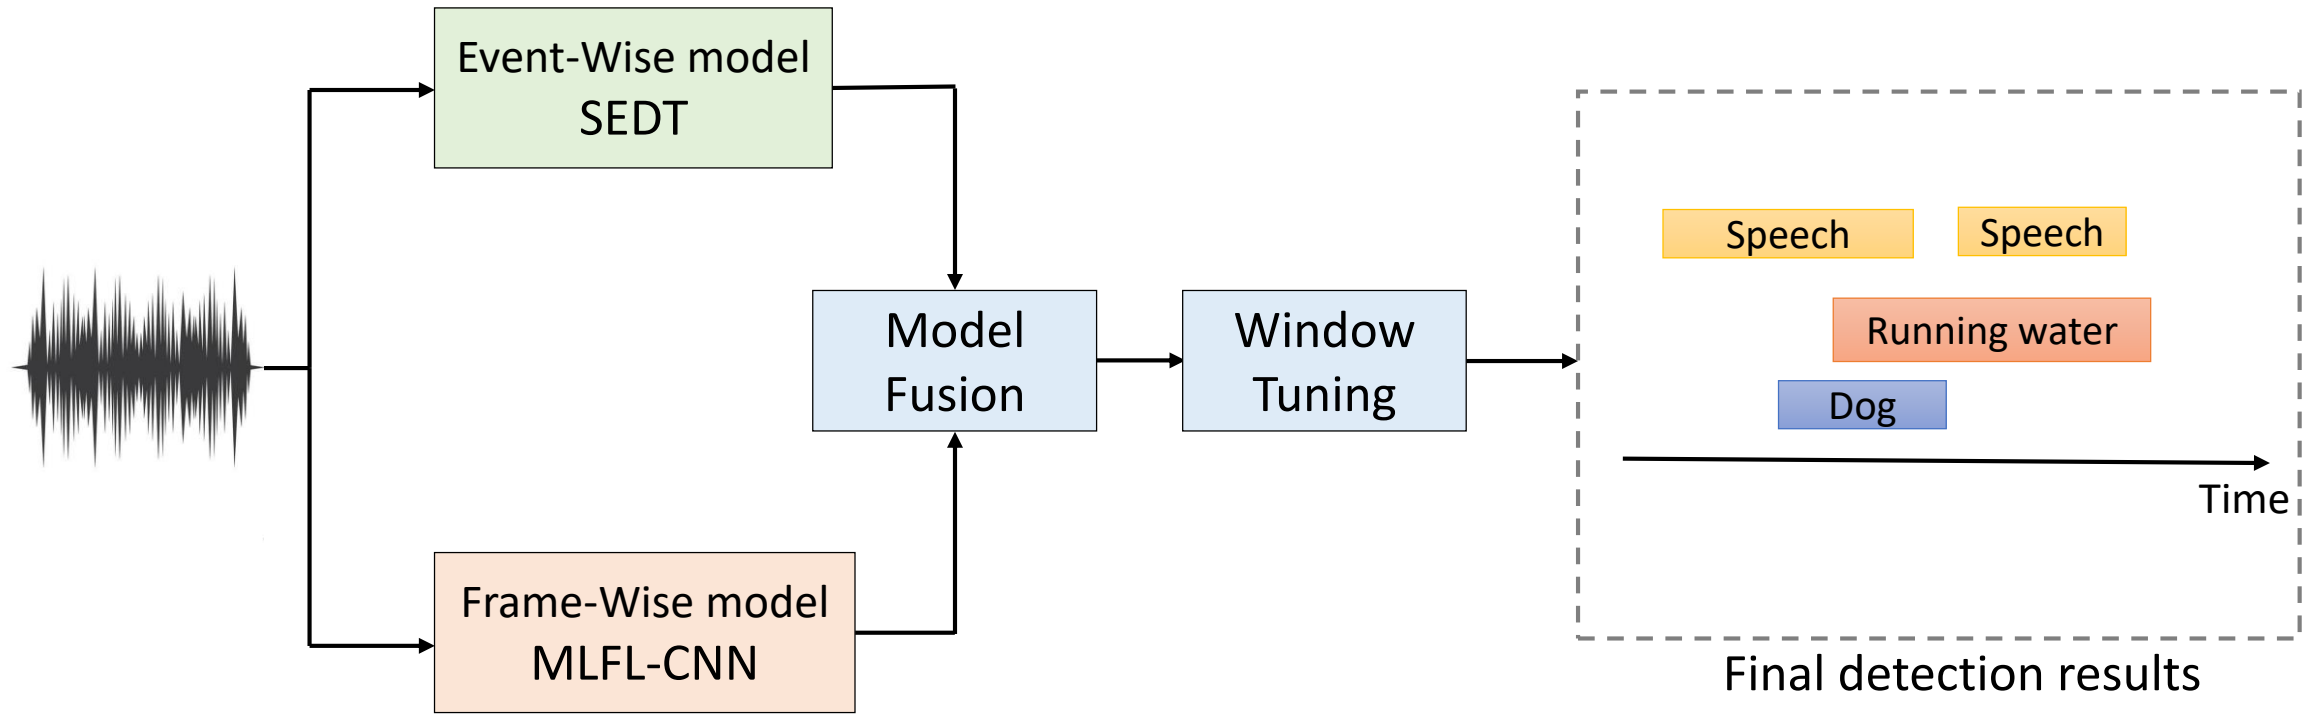 Event-Wise model
SEDT
Frame-Wise model
MLFL-CNN
Model
Fusion
Window
Tuning
Speech
Speech
Running water
Dog
Time
Final detection results